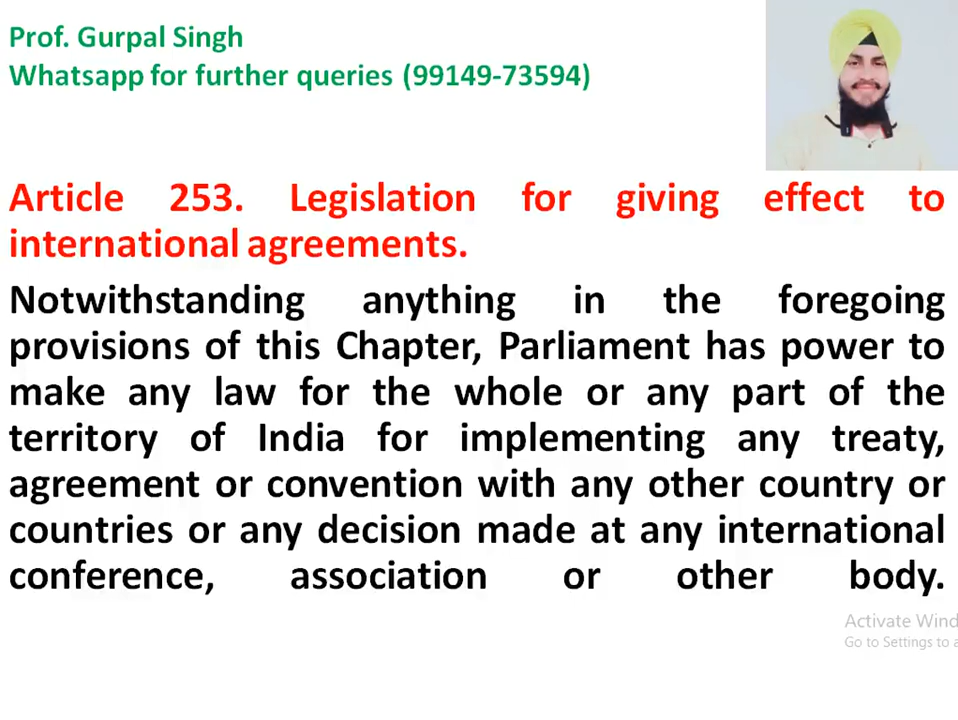 Prof. Gurpal Singh
Whatsapp for further queries (99149-73594)
Article 253. Legislation for giving effect to
international agreements.
Notwithstanding anything in the foregoing
provisions of this Chapter, Parliament has power to
make any law for the whole or any part of the
territory of India for implementing any treaty,
agreement or convention with any other country or
countries or any decision made at any international
conference, association or other body.
Activate Wind
Go to Settings to a